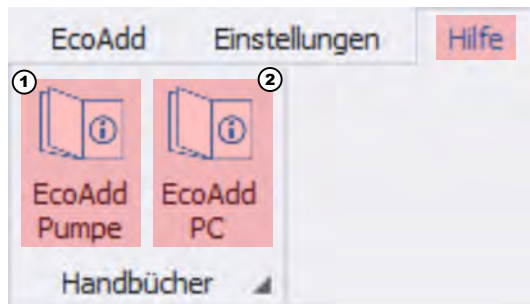 EcoAdd Einstellungen Hilfe
1 2
EcoAdd EcoAdd
Pumpe PC
Handbücher